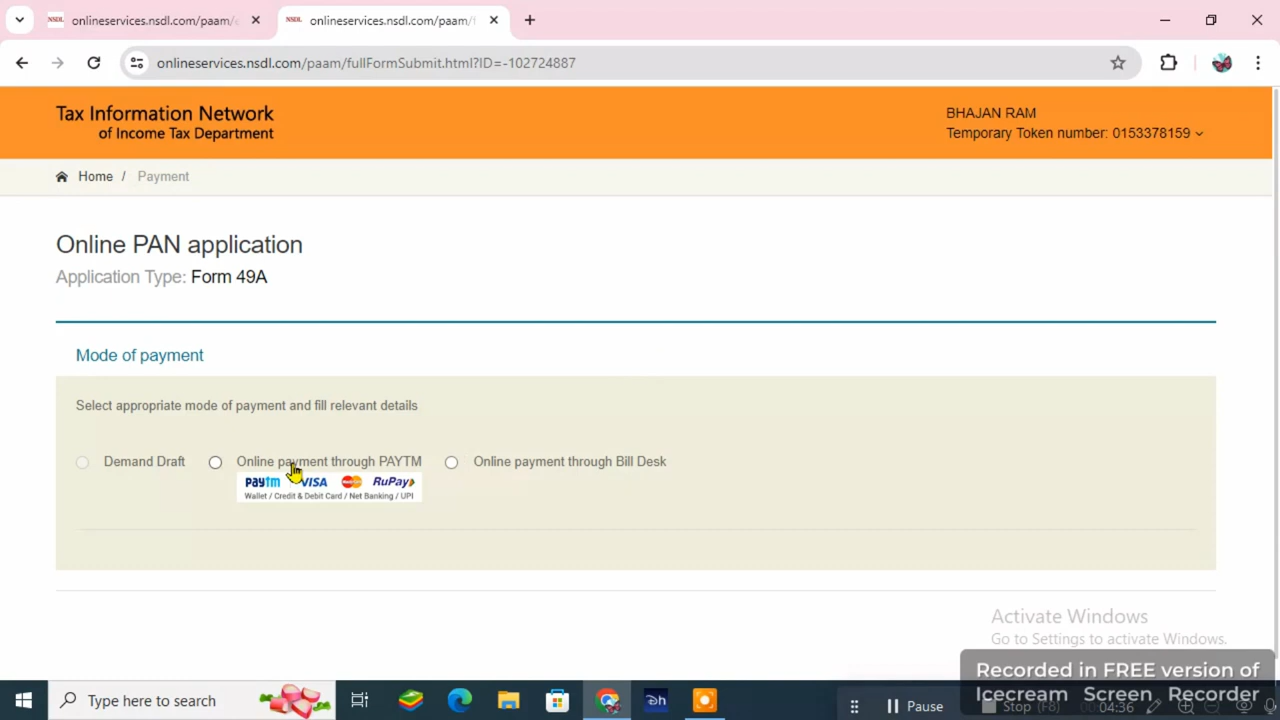 onlineservices.nsdl.com/paam/e
onlineservices.nsdl.com/paam/f
onlineservices.nsdl.com/paam/fullFormSubmit.html?ID=-102724887
Tax Information Network
of Income Tax Department
BHAJAN RAM
Temporary Token number: 0153378159
Home / Payment
Online PAN application
Application Type: Form 49A
Mode of payment
Select appropriate mode of payment and fill relevant details
Demand Draft Online payment through PAYTM Online payment through Bill Desk
Paytm VISA RuPay
Wallet / Credit & Debit Card / Net Banking / UPI
Activate Windows
Go to Settings to activate Windows.
Recorded in FREE version of
Icecream Screen Recorder
Type here to search
Pause
Stop (F8)
00:04:36